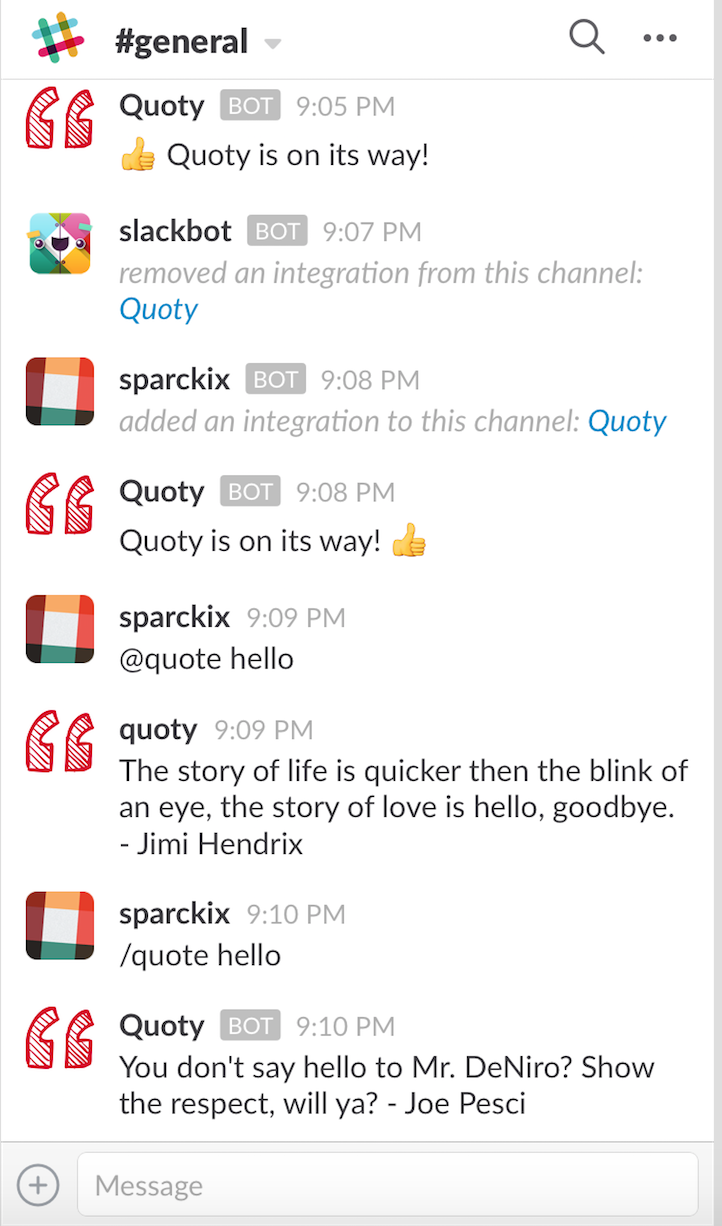 #general
Quoty BOT 9:05 PM
👍 Quoty is on its way!
slackbot BOT 9:07 PM
removed an integration from this channel:
Quoty
sparckix BOT 9:08 PM
added an integration to this channel: Quoty
Quoty BOT 9:08 PM
Quoty is on its way! 👍
sparckix 9:09 PM
@quote hello
quoty 9:09 PM
The story of life is quicker then the blink of
an eye, the story of love is hello, goodbye.
- Jimi Hendrix
sparckix 9:10 PM
/quote hello
Quoty BOT 9:10 PM
You don't say hello to Mr. DeNiro? Show
the respect, will ya? - Joe Pesci
Message